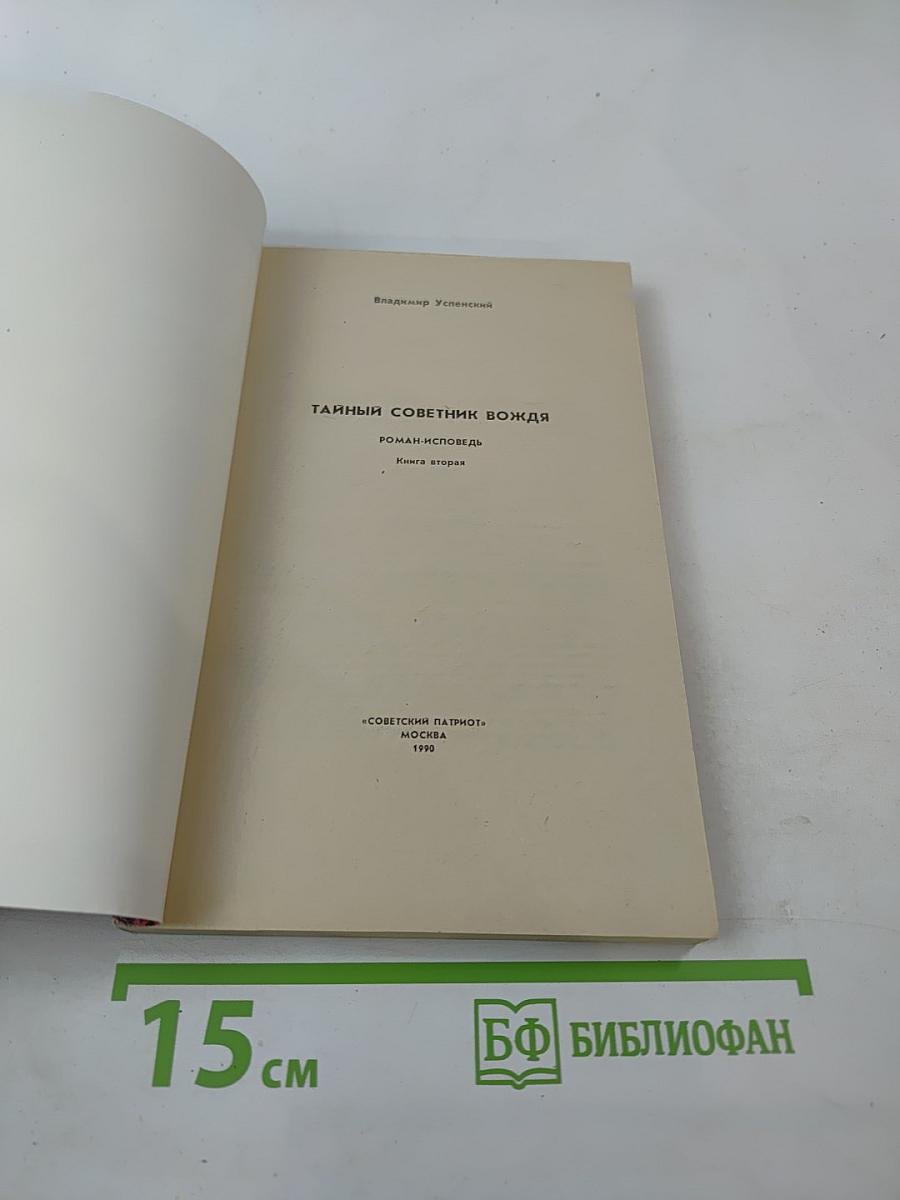 Владимир Успенский
ТАЙНЫЙ СОВЕТНИК ВОЖДЯ
РОМАН-ИСПОВЕДЬ
Книга вторая
«СОВЕТСКИЙ ПАТРИОТ»
МОСКВА
1990
15 см
БФ БИБЛИОФАН